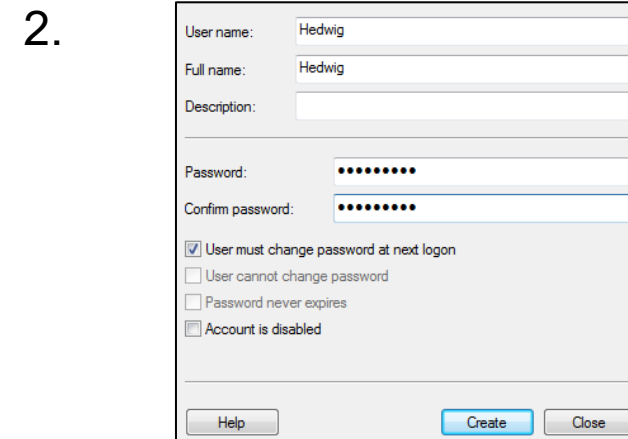 2.
User name: Hedwig
Full name: Hedwig
Description:
Password: •••••••••
Confirm password: •••••••••
User must change password at next logon
User cannot change password
Password never expires
Account is disabled
Help Create Close